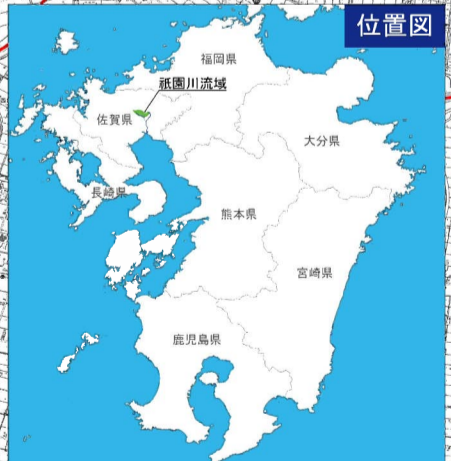 位置図
福岡県
祇園川流域
佐賀県
大分県
長崎県
熊本県
宮崎県
鹿児島県